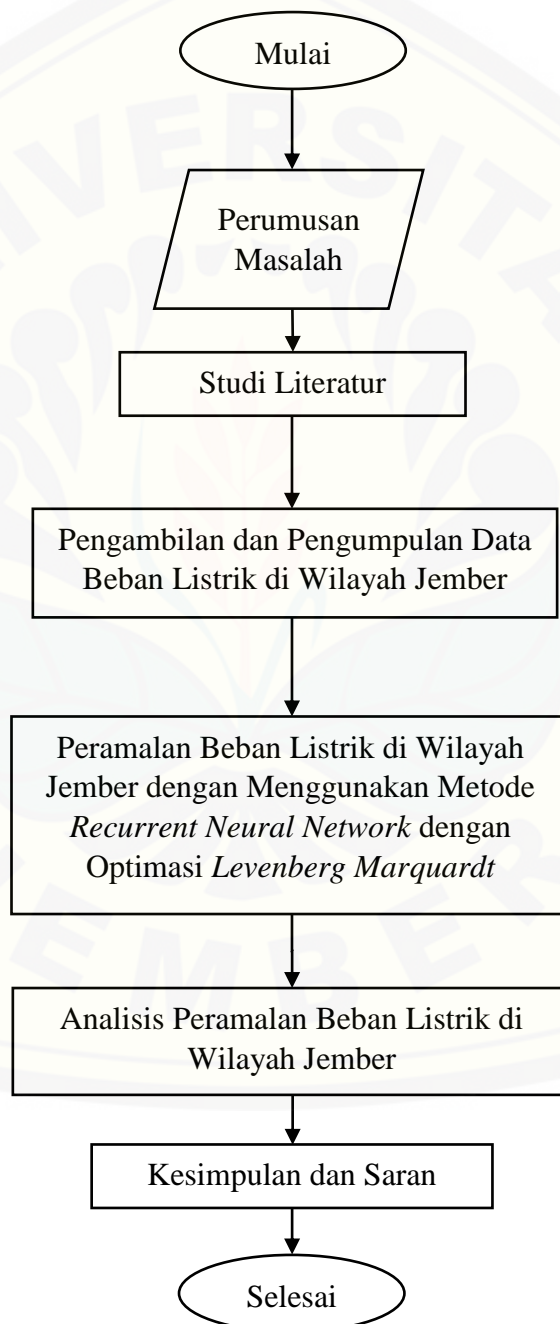 Mulai
Perumusan
Masalah
Studi Literatur
Pengambilan dan Pengumpulan Data
Beban Listrik di Wilayah Jember
Peramalan Beban Listrik di Wilayah
Jember dengan Menggunakan Metode
Recurrent Neural Network dengan
Optimasi Levenberg Marquardt
Analisis Peramalan Beban Listrik di
Wilayah Jember
Kesimpulan dan Saran
Selesai